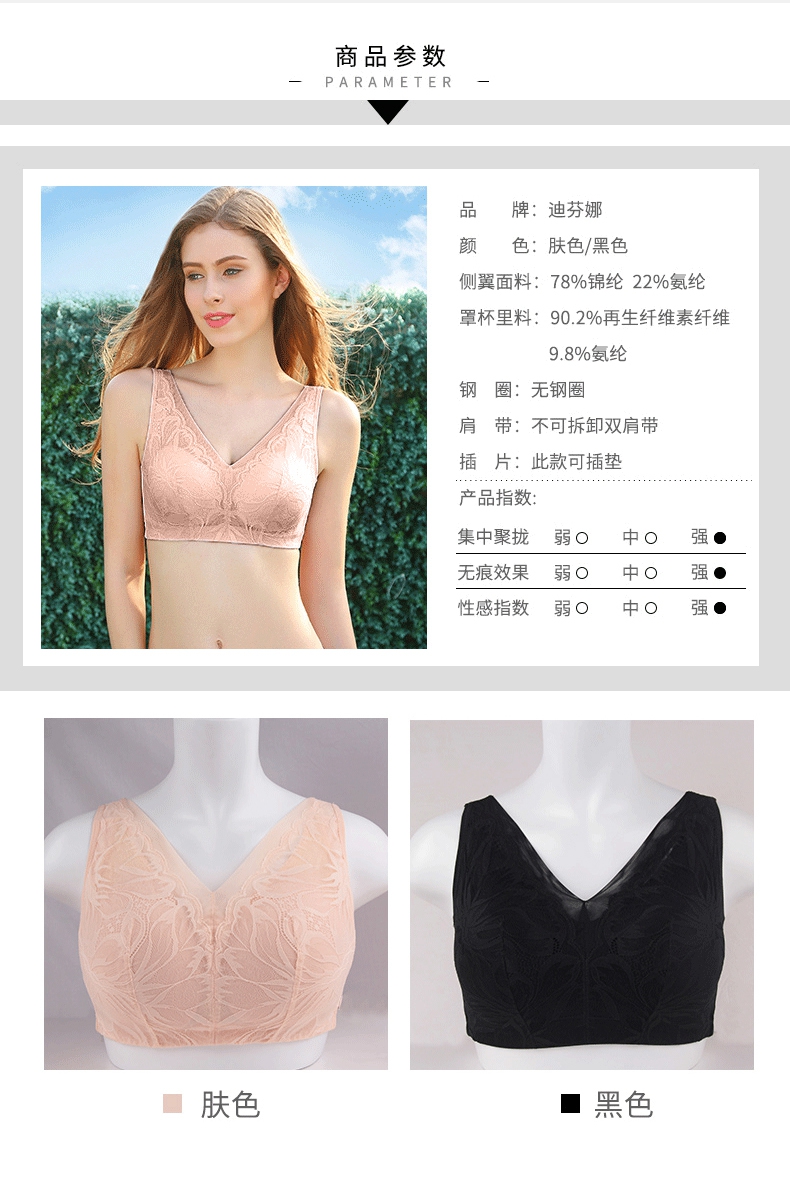 商品参数
PARAMETER
品 牌：迪芬娜
颜 色：肤色/黑色
侧翼面料：78%锦纶 22%氨纶
罩杯里料：90.2%再生纤维素纤维
9.8%氨纶
钢 圈：无钢圈
肩 带：不可拆卸双肩带
插 片：此款可插垫
产品指数:
集中聚拢 弱○ 中○ 强●
无痕效果 弱○ 中○ 强●
性感指数 弱○ 中○ 强●
肤色
黑色